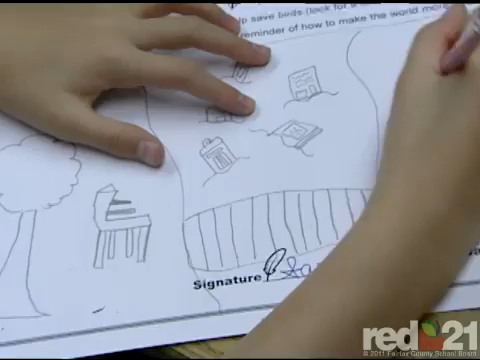 lp save birds (look for a
reminder of how to make the world more
Signature
red 21
© 2011 Fairfax County School Board